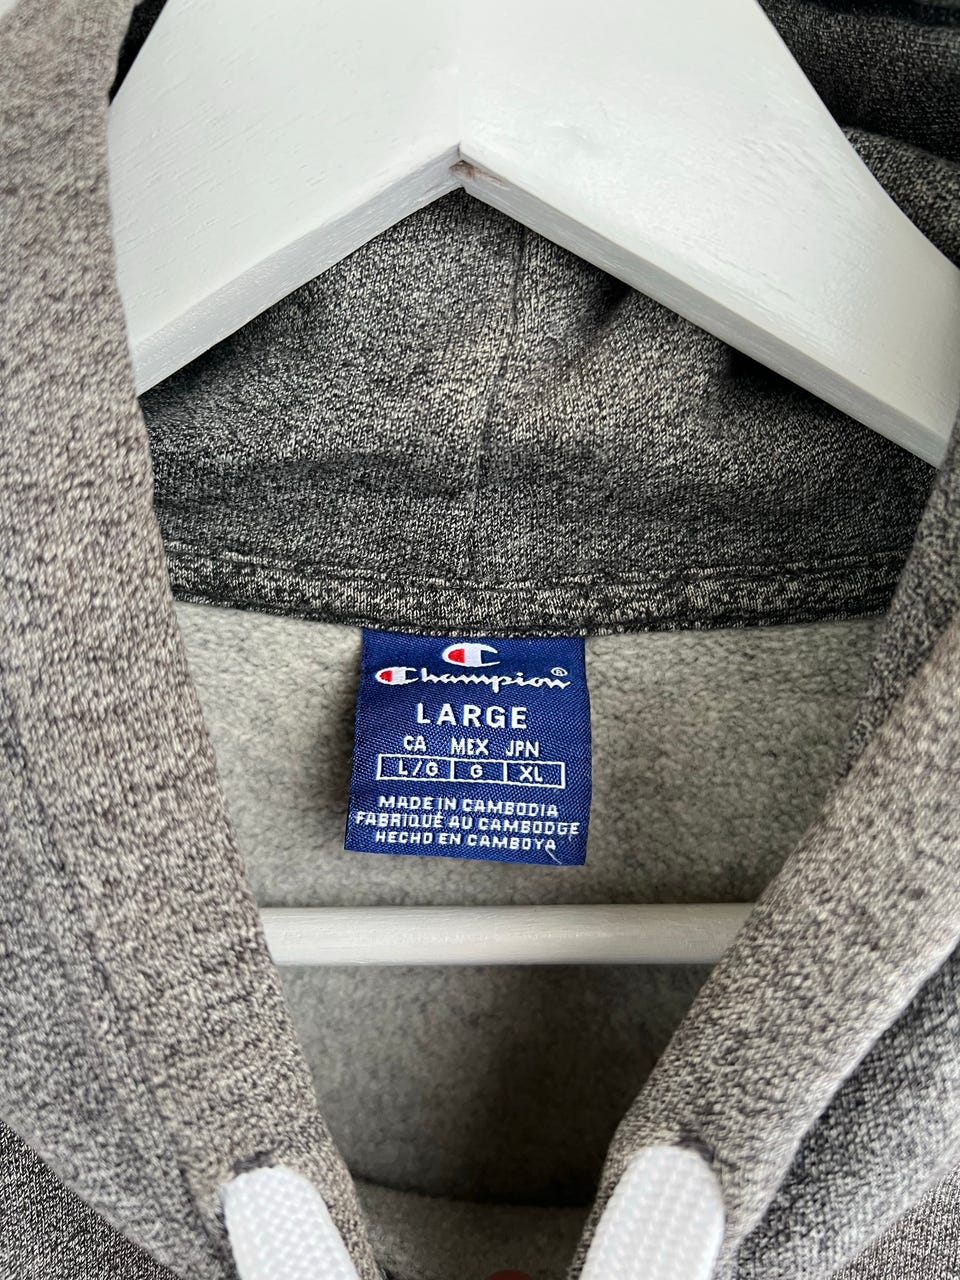 Champion®
LARGE
CA MEX JPN
L/G G XL
MADE IN CAMBODIA
FABRIQUÉ AU CAMBODGE
HECHO EN CAMBOYA